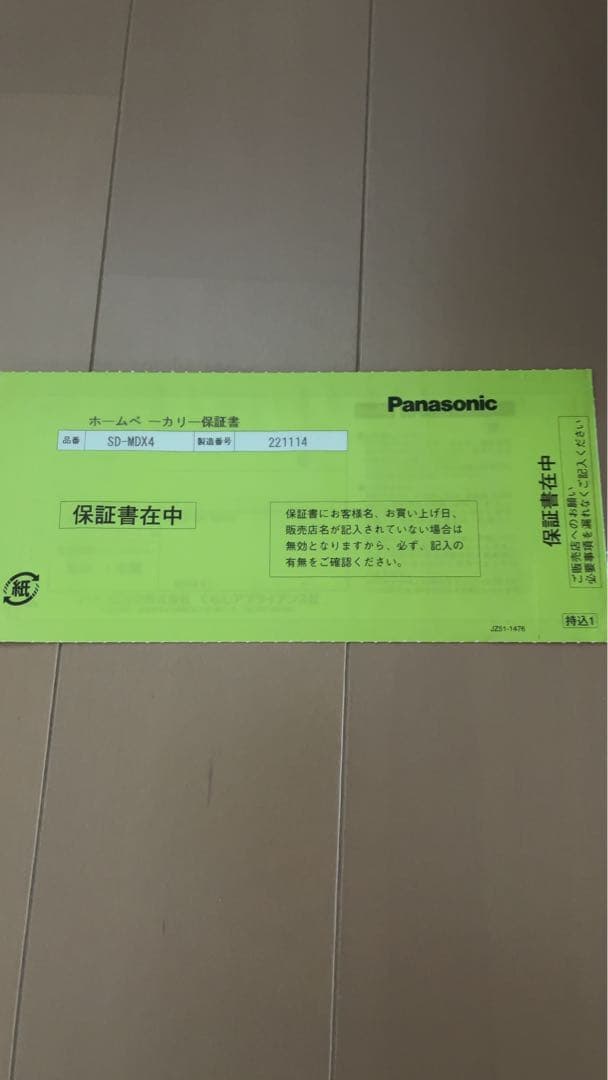 Panasonic
ホームベーカリー保証書
品番 SD-MDX4 製造番号 221114
保証書在中
保証書にお客様名、お買い上げ日、
販売店名が記入されていない場合は
無効となりますから、必ず、記入の
有無をご確認ください。
紙
JZ51-1476
保証書在中
ご販売店へのお願い
必要事項を漏れなくご記入ください
持込1